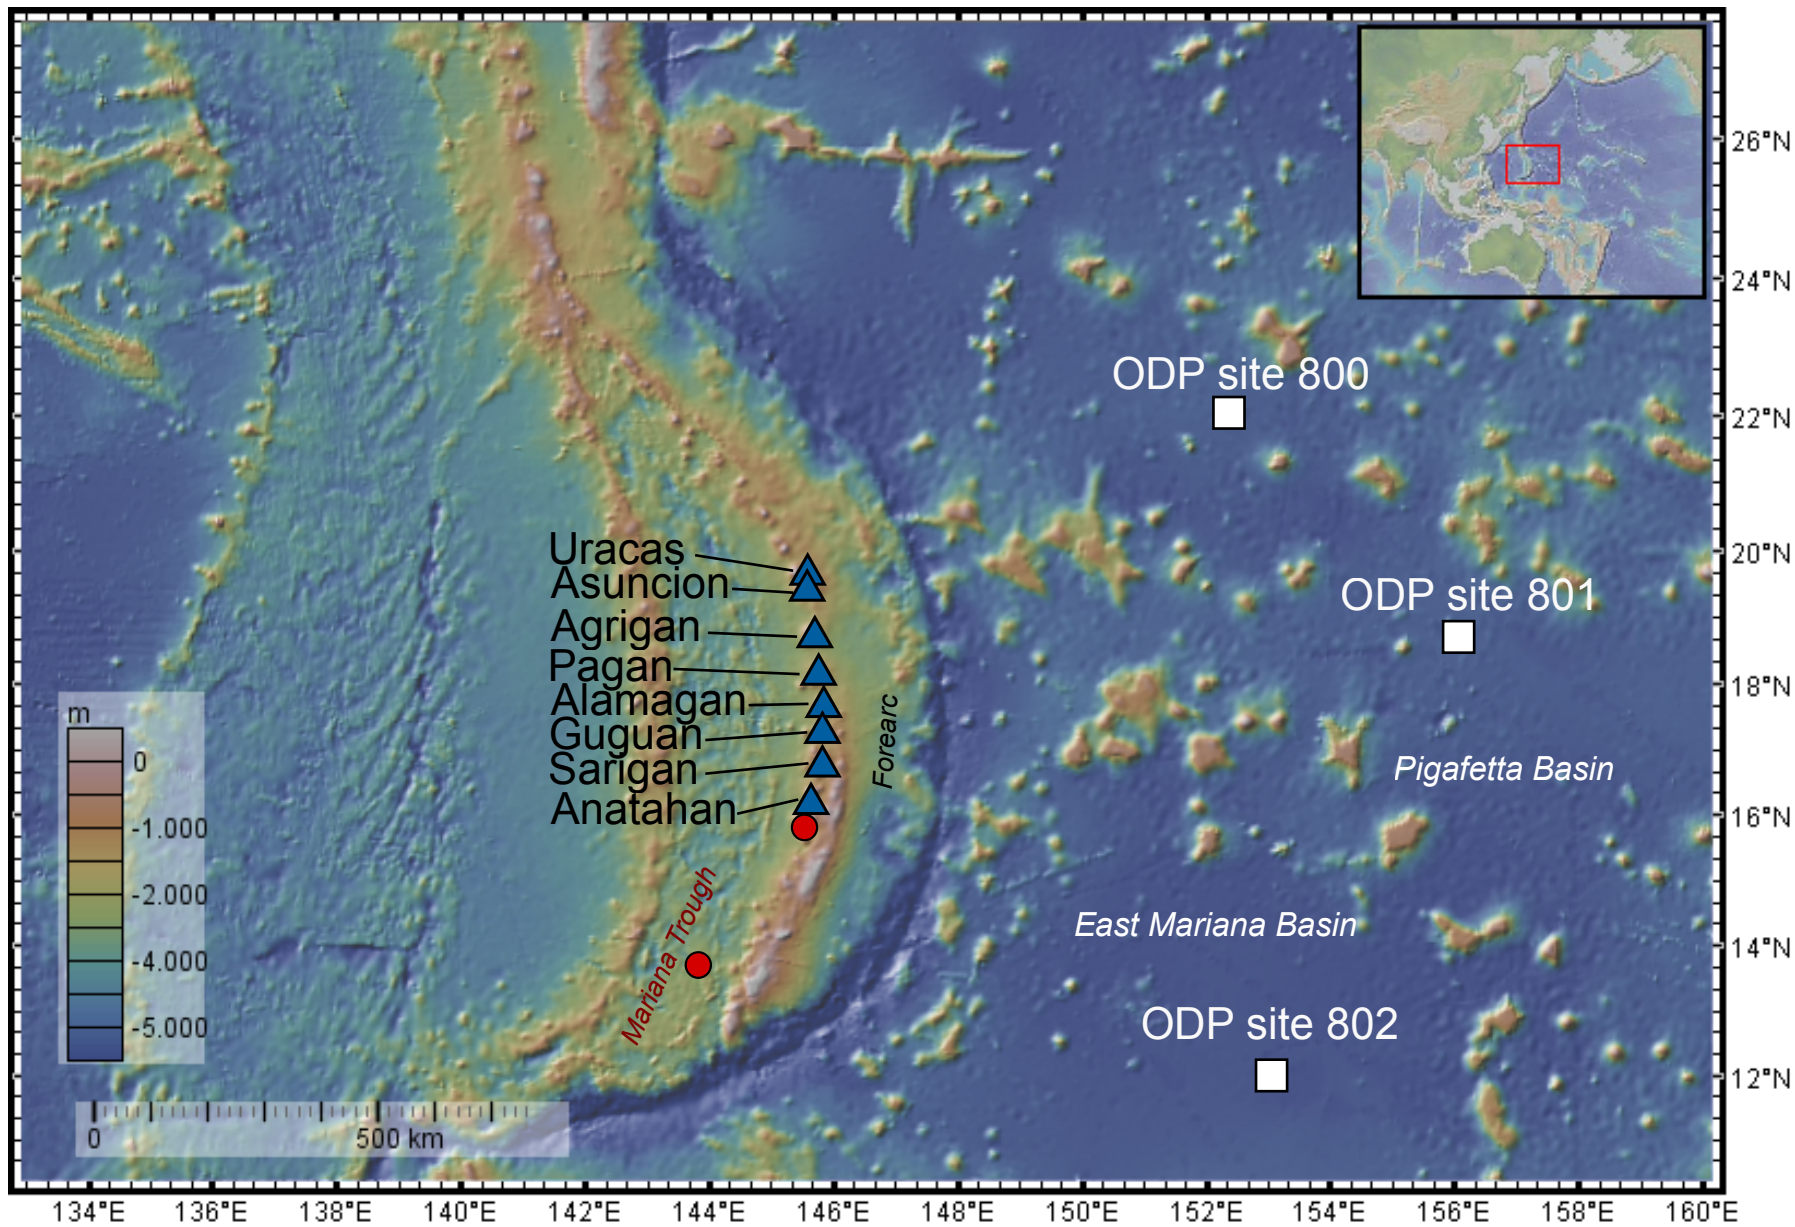 26°N
24°N
ODP site 800
22°N
Uracas
20°N
Asuncion
ODP site 801
Agrigan
Pagan
18°N
Alamagan
Forearc
m
Guguan
0
Sarigan
Pigafetta Basin
Anatahan
16°N
-1.000
-2.000
Mariana Trough
East Mariana Basin
14°N
-4.000
-5.000
ODP site 802
12°N
0 500 km
134°E 136°E 138°E 140°E 142°E 144°E 146°E 148°E 150°E 152°E 154°E 156°E 158°E 160°E